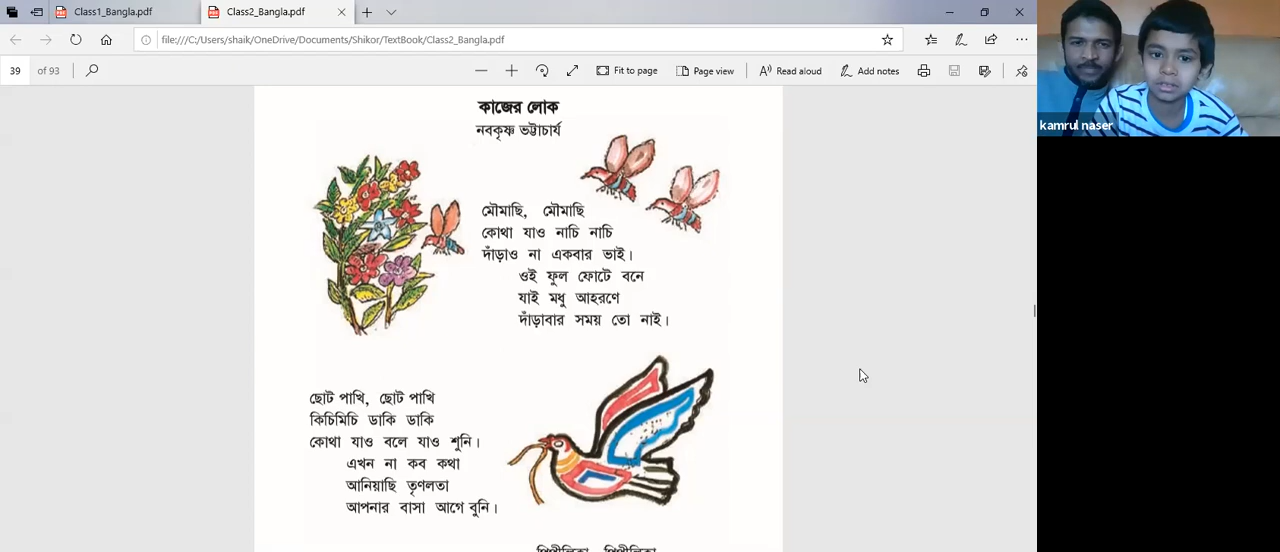 Class1_Bangla.pdf
Class2_Bangla.pdf
file:///C:/Users/shaik/OneDrive/Documents/Shikor/TextBook/Class2_Bangla.pdf
39 of 93
Fit to page
Page view
Read aloud
Add notes
kamrul naser
কাজের লোক
নবকৃষ্ণ ভট্টাচার্য
মৌমাছি, মৌমাছি
কোথা যাও নাচি নাচি
দাঁড়াও না একবার ভাই।
ওই ফুল ফোটে বনে
যাই মধু আহরণে
দাঁড়াবার সময় তো নাই।
ছোট পাখি, ছোট পাখি
কিচিমিচি ডাকি ডাকি
কোথা যাও বলে যাও শুনি।
এখন না কব কথা
আনিয়াছি তৃণলতা
আপনার বাসা আগে বুনি।